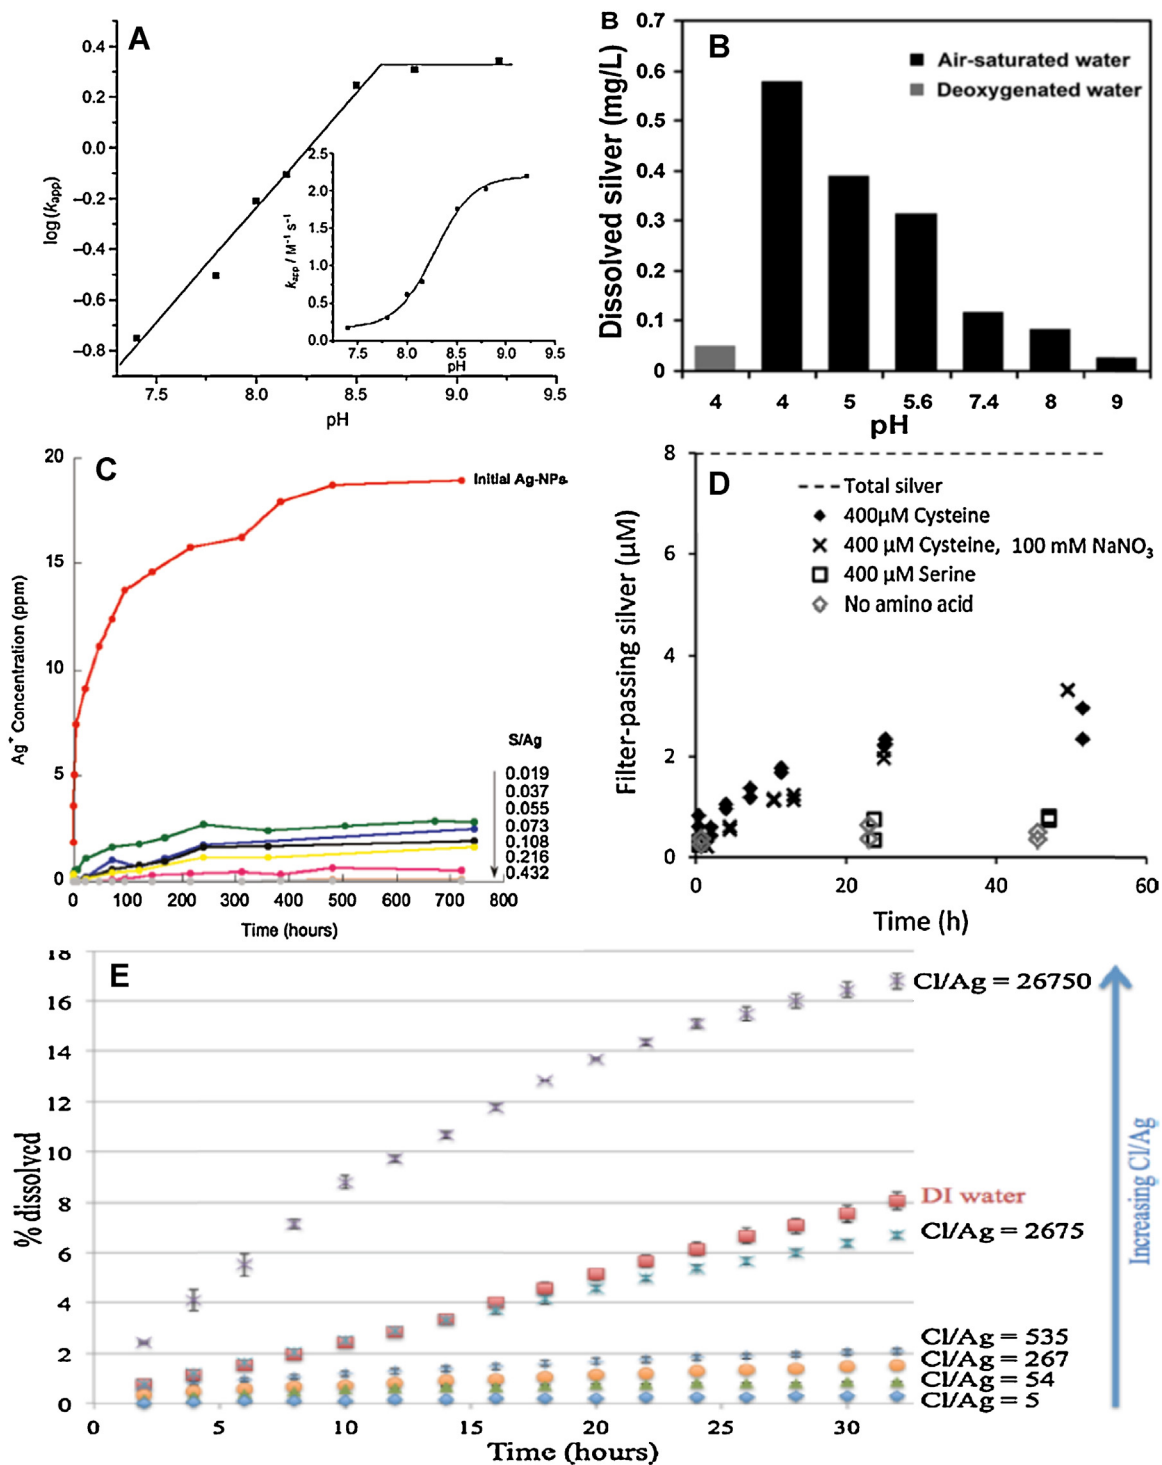 A
0.4
0.2
0.0
−0.2
−0.4
−0.6
−0.8
log (kapp)
7.5
8.0
8.5
9.0
9.5
pH
2.5
2.0
1.5
1.0
0.5
0.0
kapp / M⁻¹ s⁻¹
7.5
8.0
8.5
9.0
9.5
pH
B
B
0.7
0.6
0.5
0.4
0.3
0.2
0.1
0
Dissolved silver (mg/L)
Air-saturated water
Deoxygenated water
4
4
5
5.6
7.4
8
9
pH
C
20
15
10
5
0
Ag⁺ Concentration (ppm)
Initial Ag-NPs
S/Ag
0.019
0.037
0.055
0.073
0.108
0.216
0.432
0
100
200
300
400
500
600
700
800
Time (hours)
D
8
6
4
2
0
Filter-passing silver (µM)
Total silver
400µM Cysteine
400 µM Cysteine, 100 mM NaNO₃
400 µM Serine
No amino acid
0
20
40
60
Time (h)
E
18
16
14
12
10
8
6
4
2
0
% dissolved
Cl/Ag = 26750
DI water
Cl/Ag = 2675
Cl/Ag = 535
Cl/Ag = 267
Cl/Ag = 54
Cl/Ag = 5
Increasing Cl/Ag
0
5
10
15
20
25
30
Time (hours)